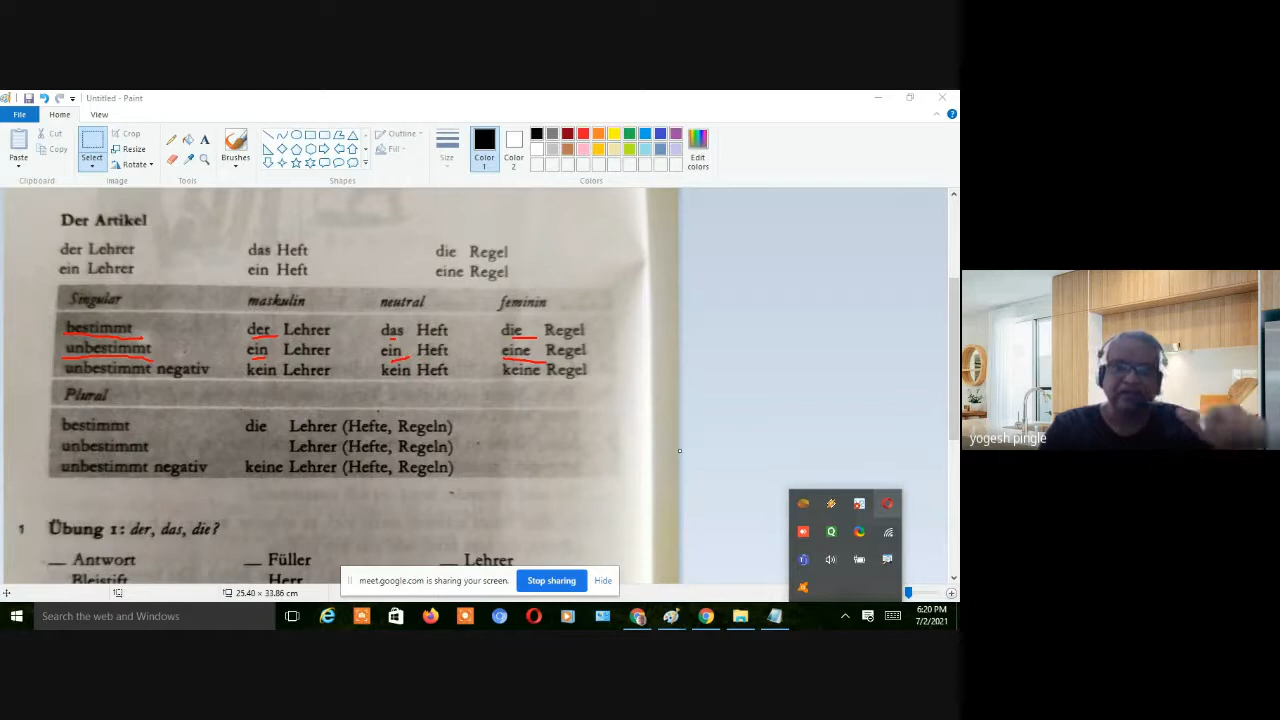 Untitled - Paint
File Home View
Paste Cut Copy Select Crop Resize Rotate Brushes Outline Fill Size Color 1 Color 2 Edit colors
Clipboard Image Tools Shapes Colors
Der Artikel
der Lehrer das Heft die Regel
ein Lehrer ein Heft eine Regel
Singular maskulin neutral feminin
bestimmt der Lehrer das Heft die Regel
unbestimmt ein Lehrer ein Heft eine Regel
unbestimmt negativ kein Lehrer kein Heft keine Regel
Plural
bestimmt die Lehrer (Hefte, Regeln)
unbestimmt Lehrer (Hefte, Regeln)
unbestimmt negativ keine Lehrer (Hefte, Regeln)
1 Übung 1: der, das, die?
__ Antwort __ Füller __ Lehrer
Bleistift Herr
meet.google.com is sharing your screen. Stop sharing Hide
25.40 × 33.86 cm
Search the web and Windows
6:20 PM
7/2/2021
yogesh pingle